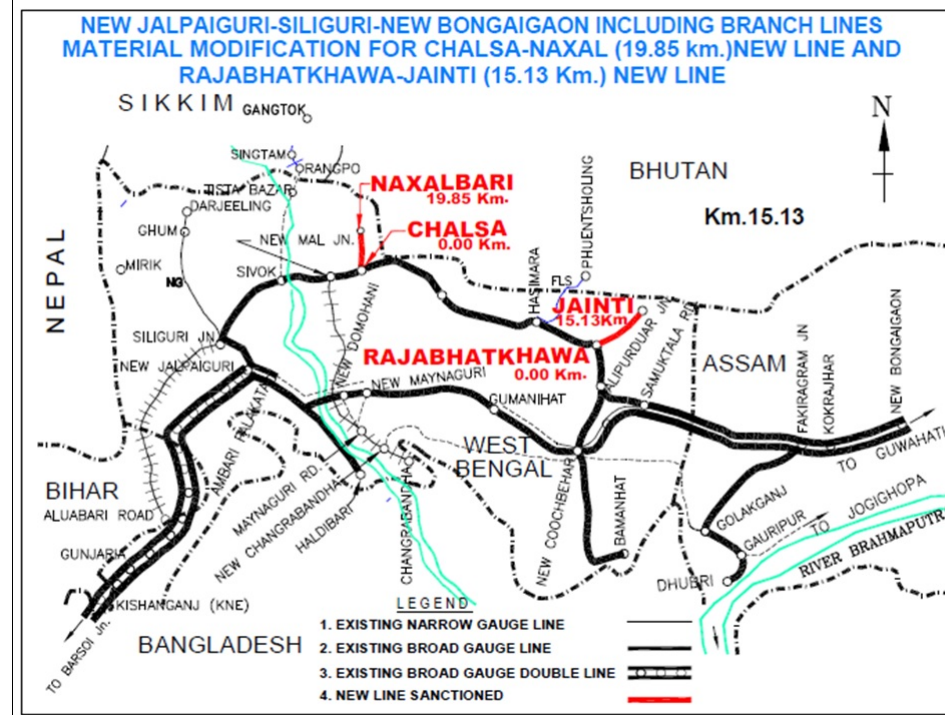 NEW JALPAIGURI-SILIGURI-NEW BONGAIGAON INCLUDING BRANCH LINES
MATERIAL MODIFICATION FOR CHALSA-NAXAL (19.85 km.)NEW LINE AND
RAJABHATKHAWA-JAINTI (15.13 Km.) NEW LINE
SIKKIM
GANGTOK
N
SINGTAM
RANGPO
BHUTAN
TISTA BAZAR
DARJEELING
NAXALBARI
19.85 Km.
PHUENTSHOLING
Km.15.13
GHUM
NEW MAL JN.
CHALSA
0.00 Km.
NEPAL
MIRIK
NG
SIVOK
HASIMARA
FLS
JAINTI
15.13Km
NEW DOMOHANI
ALIPURDUAR JN
SAMUKTALA RD
SILIGURI JN
NEW JALPAIGURI
RAJABHATKHAWA
0.00 Km.
ASSAM
FAKIRAGRAM JN
KOKRAJHAR
NEW BONGAIGAON
NEW MAYNAGURI
GUMANIHAT
AMBARI FALAKATA
WEST
BENGAL
TO GUWAHATI
BIHAR
ALUABARI ROAD
MAYNAGURI RD.
NEW CHANGRABANDHA
HALDIBARI
CHANGRABANDHA
NEW COOCHBEHAR
BAMANHAT
GOLAKGANJ
GAURIPUR
TO JOGIGHOPA
GUNJARIA
DHUBRI
RIVER BRAHMAPUTR
KISHANGANJ (KNE)
TO BARSOI Jn.
BANGLADESH
LEGEND
1. EXISTING NARROW GAUGE LINE
2. EXISTING BROAD GAUGE LINE
3. EXISTING BROAD GAUGE DOUBLE LINE
4. NEW LINE SANCTIONED